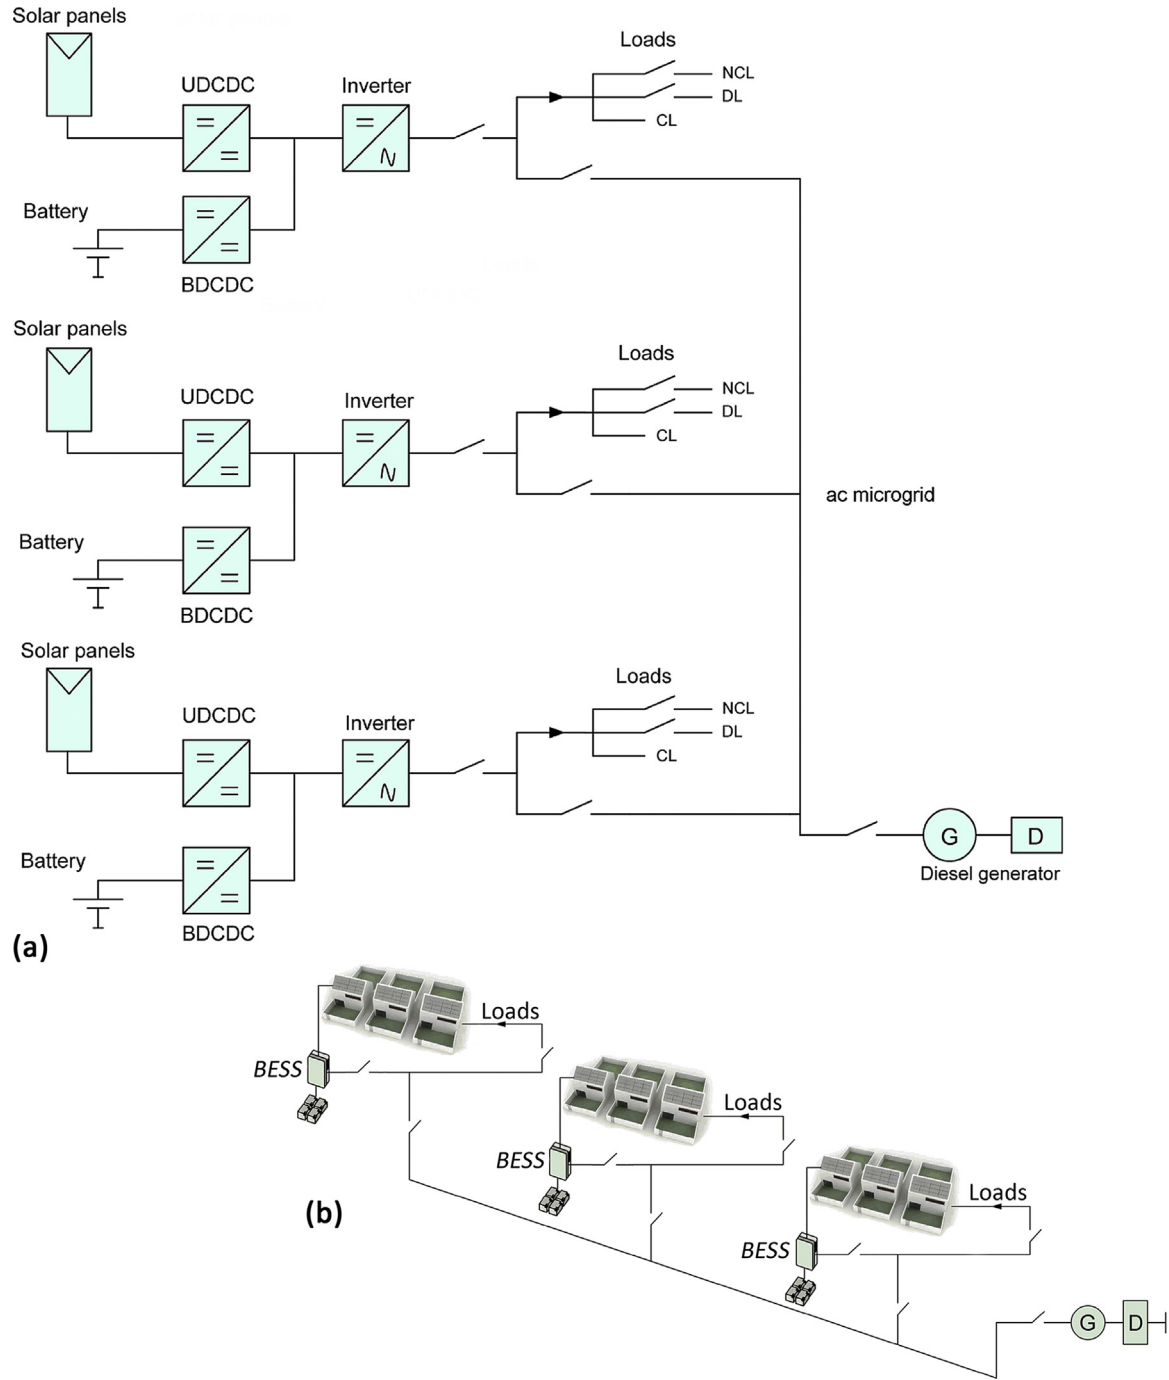 Solar panels
UDCDC
Inverter
Loads
NCL
DL
CL
Battery
BDCDC
Solar panels
UDCDC
Inverter
Loads
NCL
DL
CL
ac microgrid
Battery
BDCDC
Solar panels
UDCDC
Inverter
Loads
NCL
DL
CL
G
D
Diesel generator
Battery
BDCDC
(a)
Loads
BESS
Loads
BESS
Loads
BESS
(b)
G
D